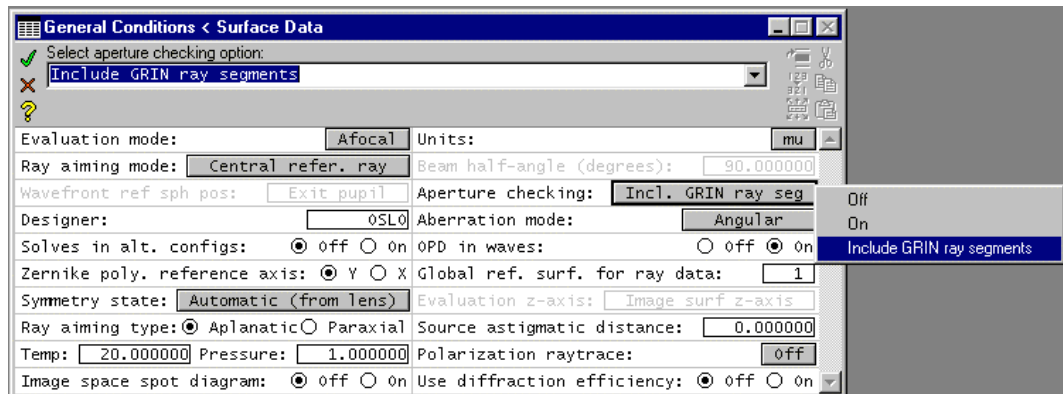 General Conditions < Surface Data
Select aperture checking option:
Include GRIN ray segments
Evaluation mode: Afocal Units: mu
Ray aiming mode: Central refer. ray Beam half-angle (degrees): 90.000000
Wavefront ref sph pos: Exit pupil Aperture checking: Incl. GRIN ray seg
Off
Designer: OSLO Aberration mode: Angular
On
Solves in alt. configs: Off On OPD in waves: Off On
Include GRIN ray segments
Zernike poly. reference axis: Y X Global ref. surf. for ray data: 1
Symmetry state: Automatic (from lens) Evaluation z-axis: Image surf z-axis
Ray aiming type: Aplanatic Paraxial Source astigmatic distance: 0.000000
Temp: 20.000000 Pressure: 1.000000 Polarization raytrace: Off
Image space spot diagram: Off On Use diffraction efficiency: Off On